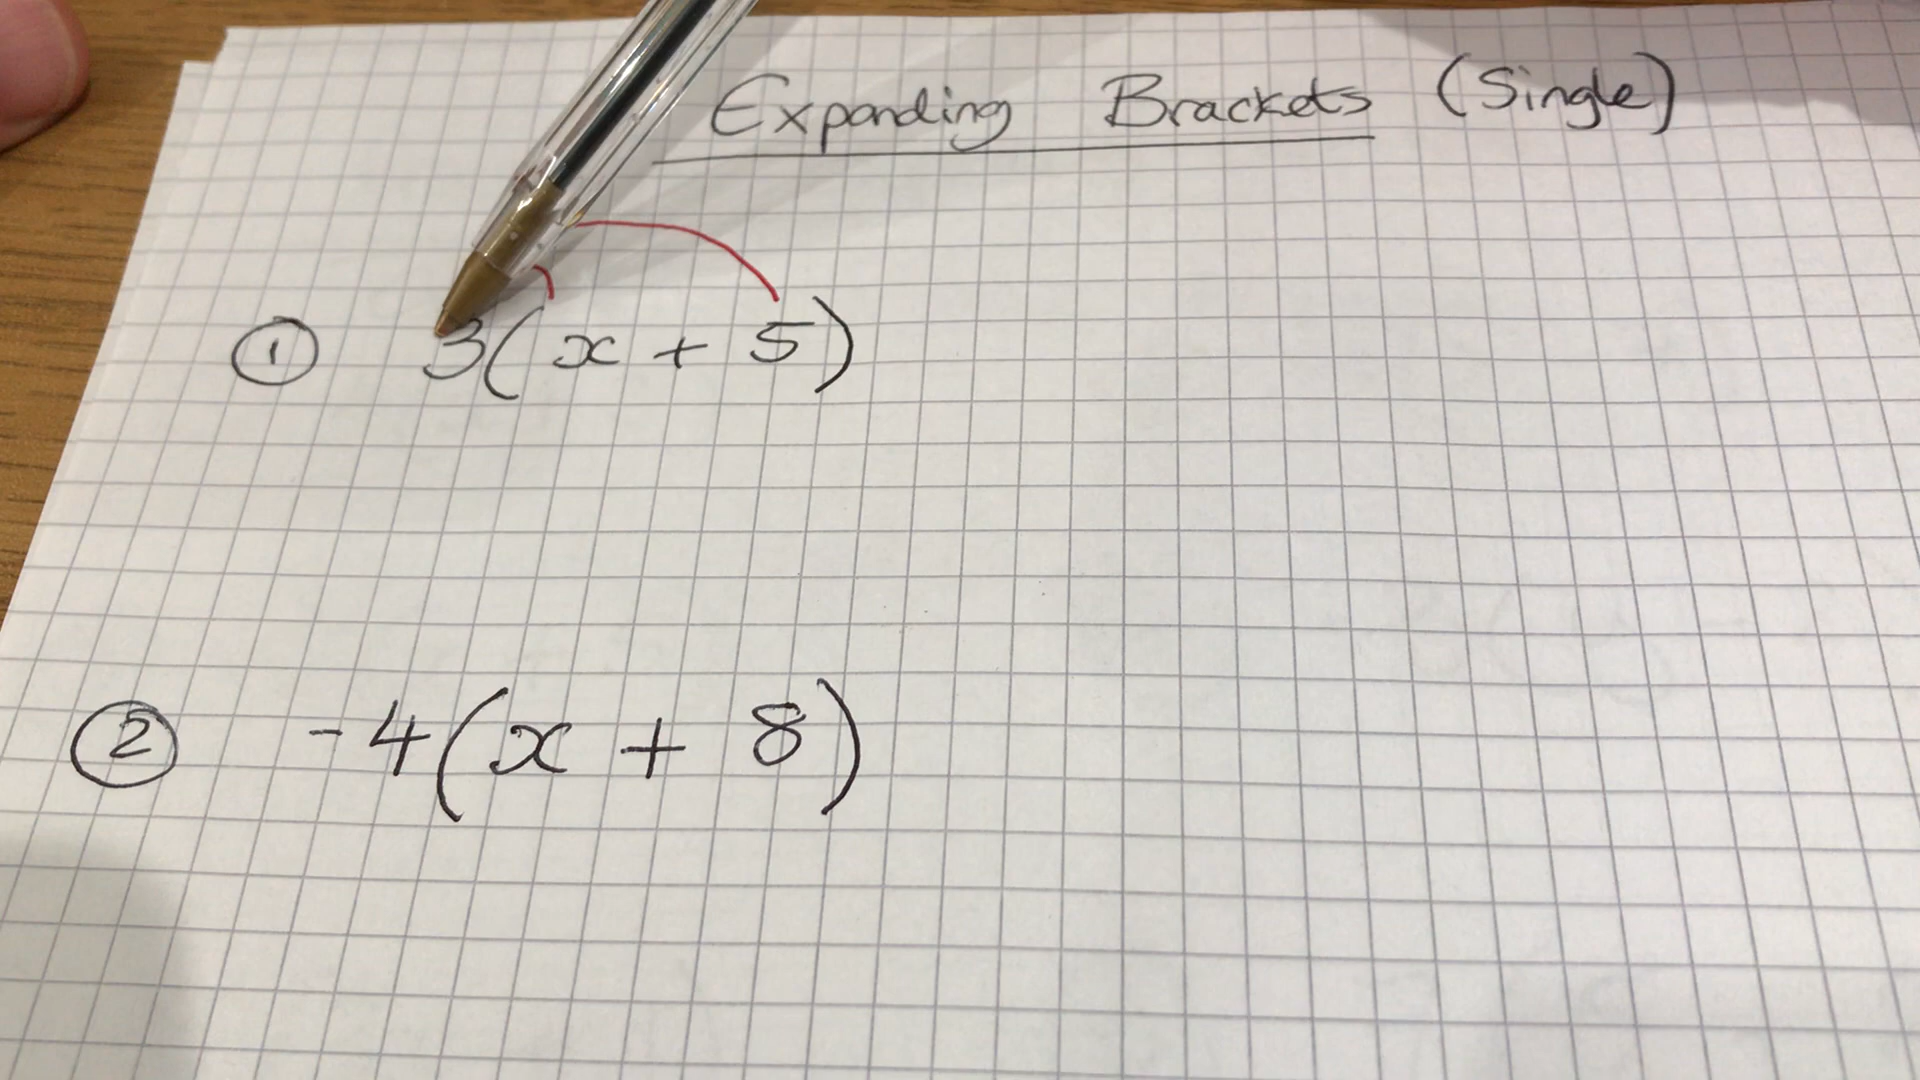 Expanding Brackets (Single)
① 3(x + 5)
② -4(x + 8)